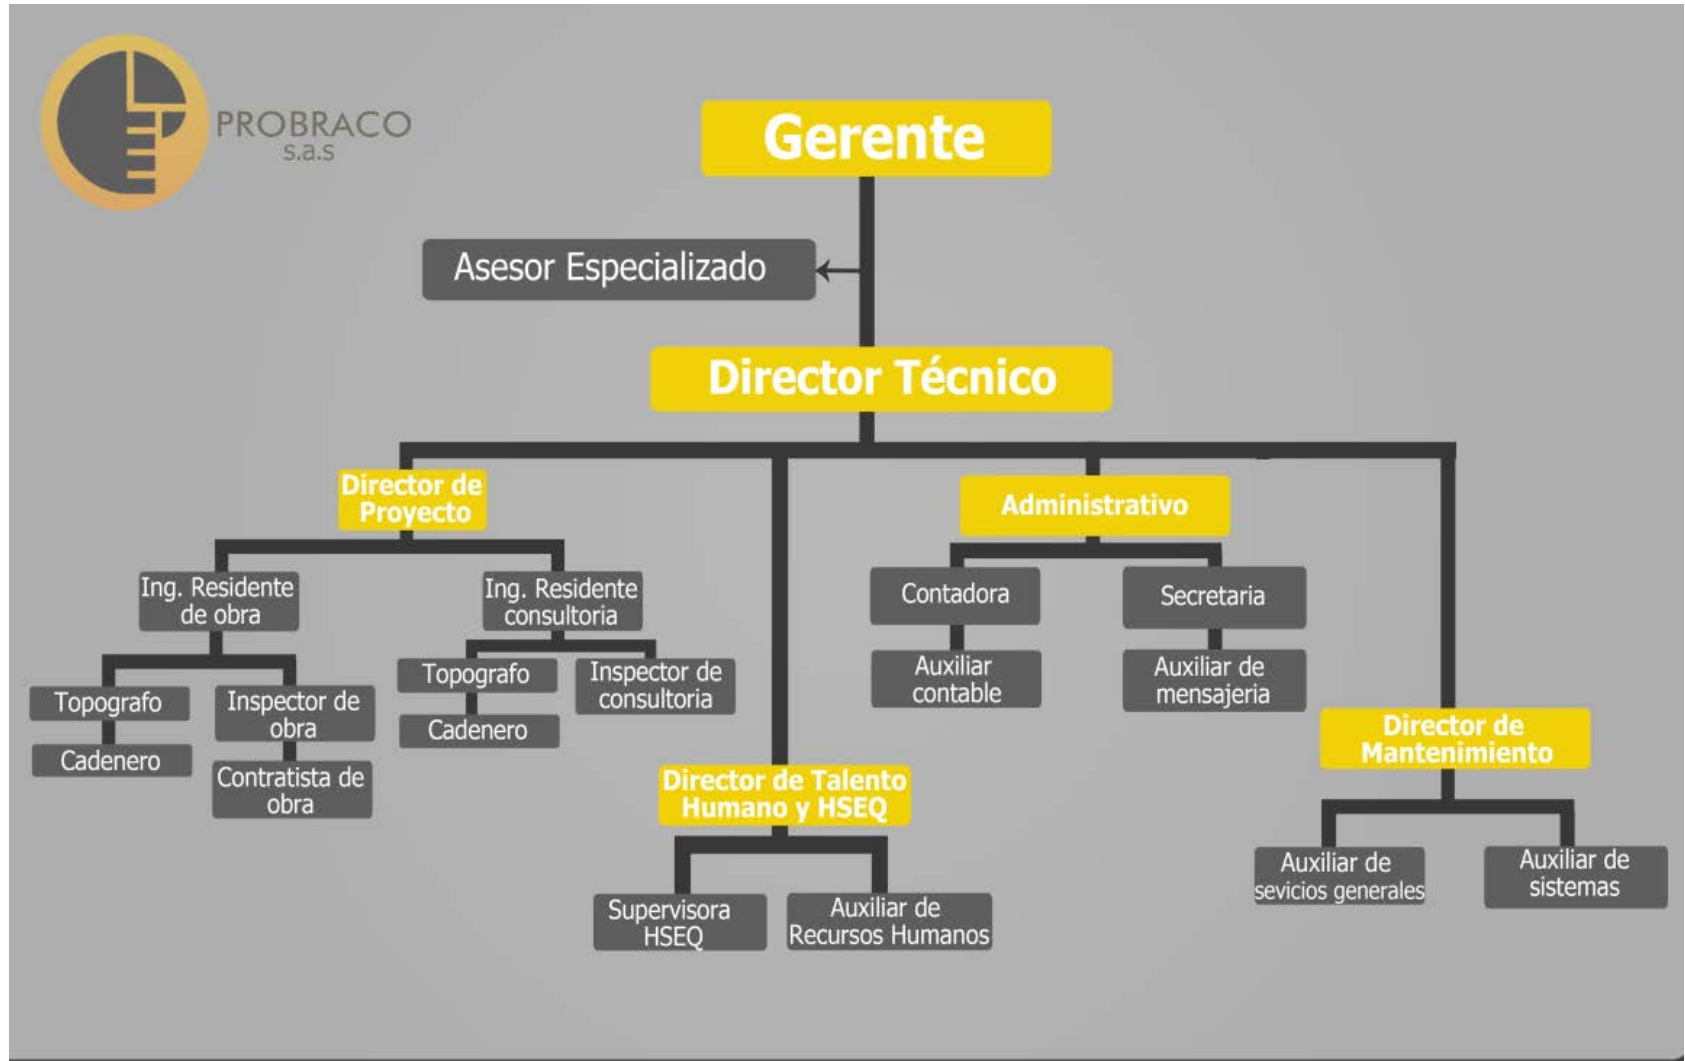 PROBRACO
s.a.s
Gerente
Asesor Especializado
Director Técnico
Director de
Proyecto
Ing. Residente
de obra
Topografo
Cadenero
Inspector de
obra
Contratista de
obra
Ing. Residente
consultoria
Topografo
Cadenero
Inspector de
consultoria
Director de Talento
Humano y HSEQ
Supervisora
HSEQ
Auxiliar de
Recursos Humanos
Administrativo
Contadora
Auxiliar
contable
Secretaria
Auxiliar de
mensajeria
Director de
Mantenimiento
Auxiliar de
sevicios generales
Auxiliar de
sistemas